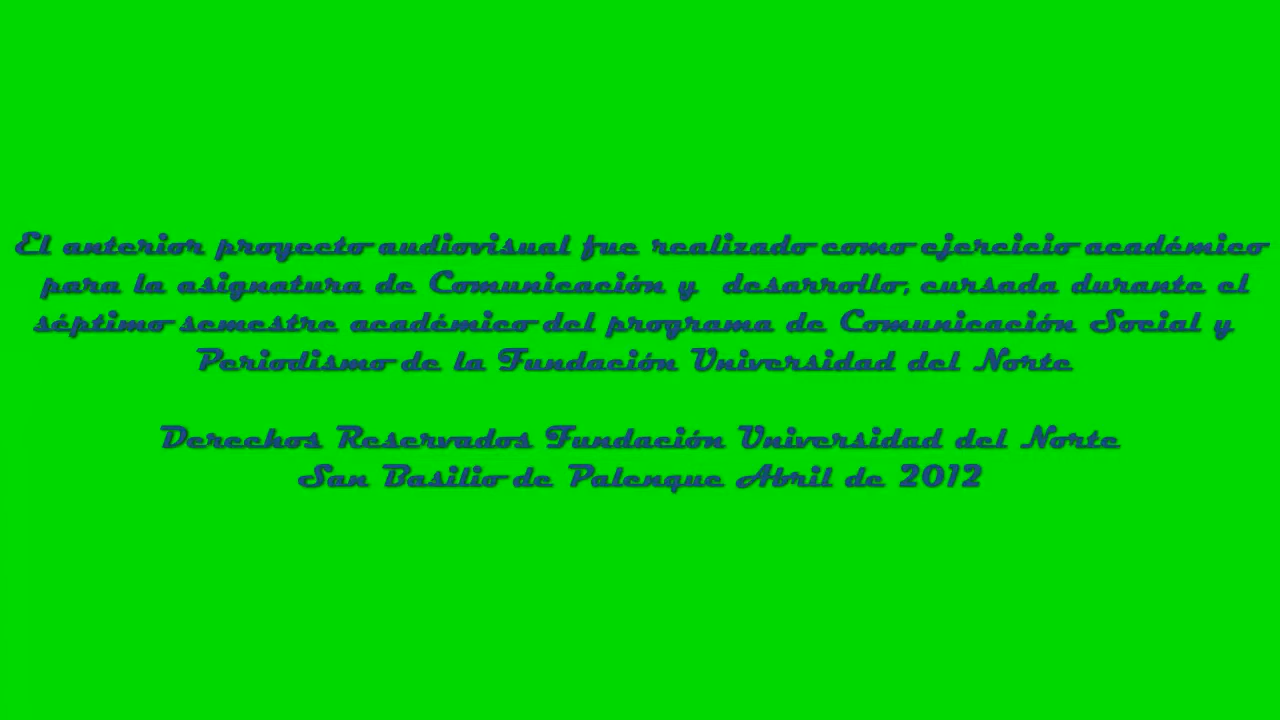 El anterior proyecto audiovisual fue realizado como ejercicio académico
para la asignatura de Comunicación y desarrollo, cursada durante el
séptimo semestre académico del programa de Comunicación Social y
Periodismo de la Fundación Universidad del Norte
Derechos Reservados Fundación Universidad del Norte
San Basilio de Palenque Abril de 2012